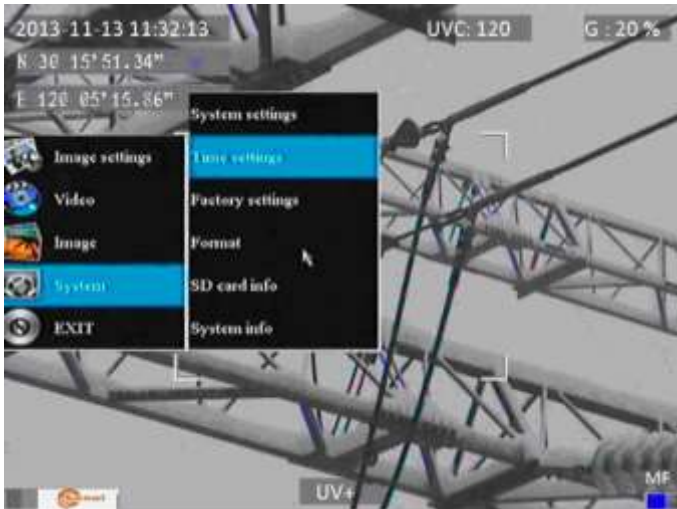 2013-11-13 11:32:13
UVC: 120
G : 20 %
N 30 15'51.34"
E 120 05'15.86"
System settings
Image settings
Time settings
Video
Factory settings
Image
Format
System
SD card info
EXIT
System info
UV+
MF